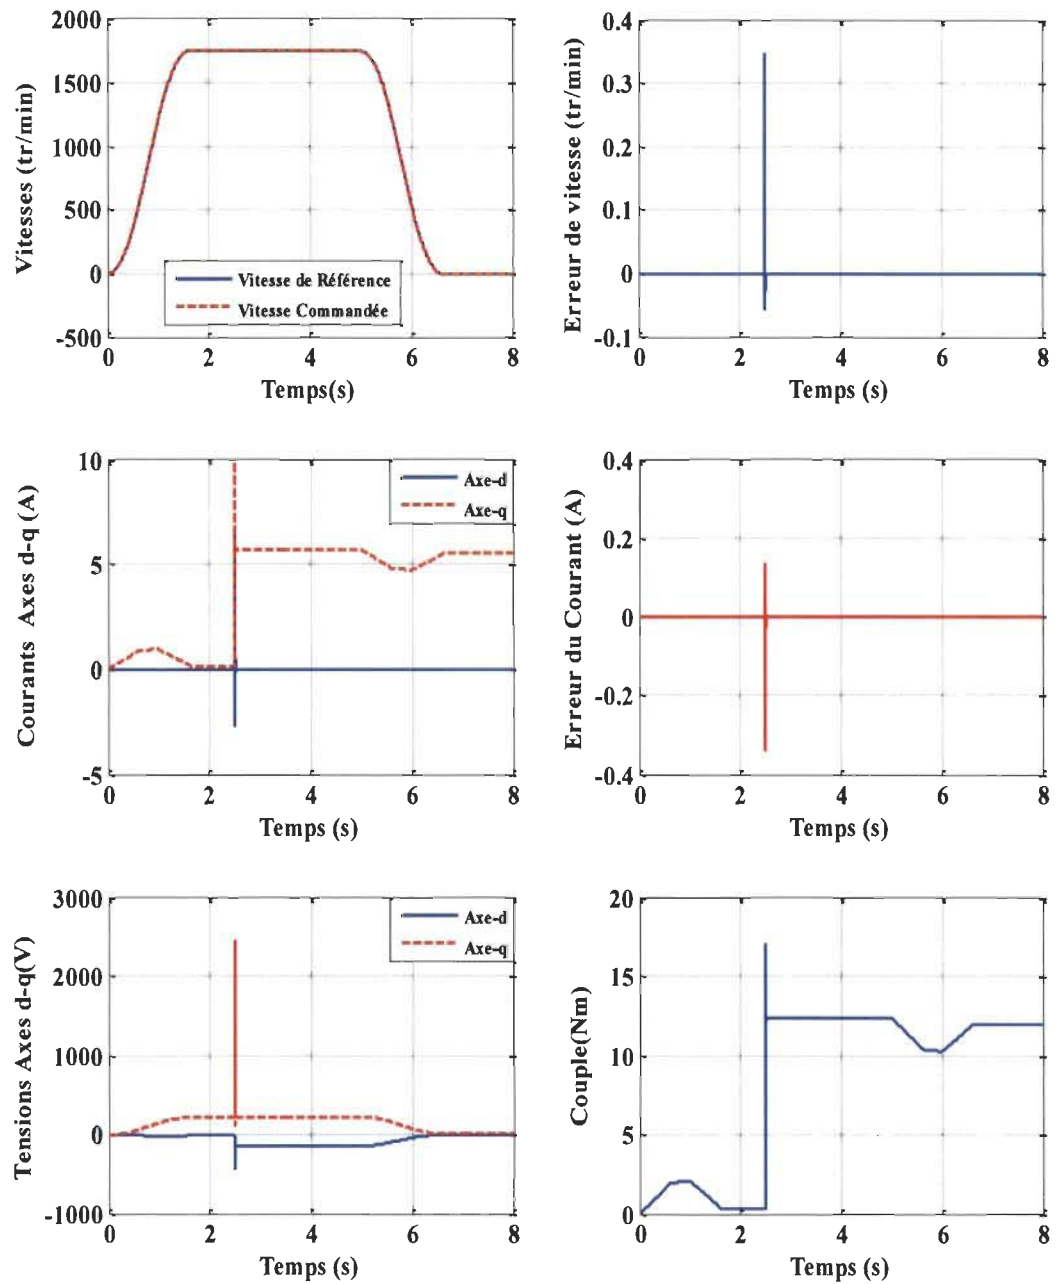 2000
1500
1000
500
0
-500
Vitesses (tr/min)
Vitesse de Référence
Vitesse Commandée
0 2 4 6 8
Temps(s)
0.4
0.3
0.2
0.1
0
-0.1
Erreur de vitesse (tr/min)
0 2 4 6 8
Temps (s)
10
5
0
-5
Courants Axes d-q (A)
Axe-d
Axe-q
0 2 4 6 8
Temps (s)
0.4
0.2
0
-0.2
-0.4
Erreur du Courant (A)
0 2 4 6 8
Temps (s)
3000
2000
1000
0
-1000
Tensions Axes d-q(V)
Axe-d
Axe-q
0 2 4 6 8
Temps (s)
20
15
10
5
0
Couple(Nm)
0 2 4 6 8
Temps (s)